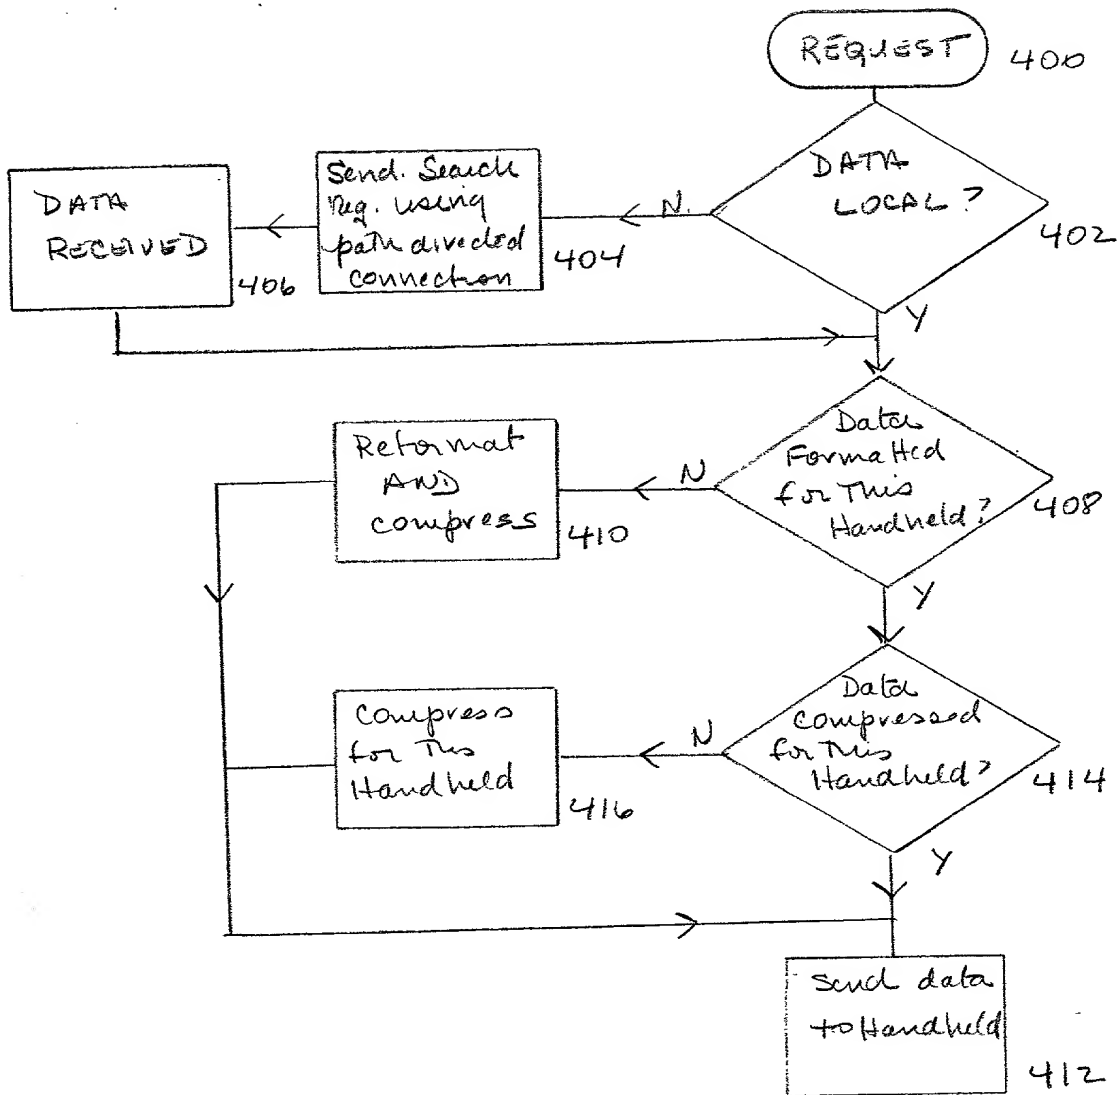 REQUEST
400
DATA
LOCAL?
402
N.
Y
Send. Search
Req. using
path divected
connection
404
DATA
RECEIVED
406
Data
Formatted
for This
Handheld?
408
N
Y
Reformat
AND
compress
410
Data
compressed
for This
Handheld?
414
N
Y
Compress
for This
Handheld
416
Send data
to Handheld
412